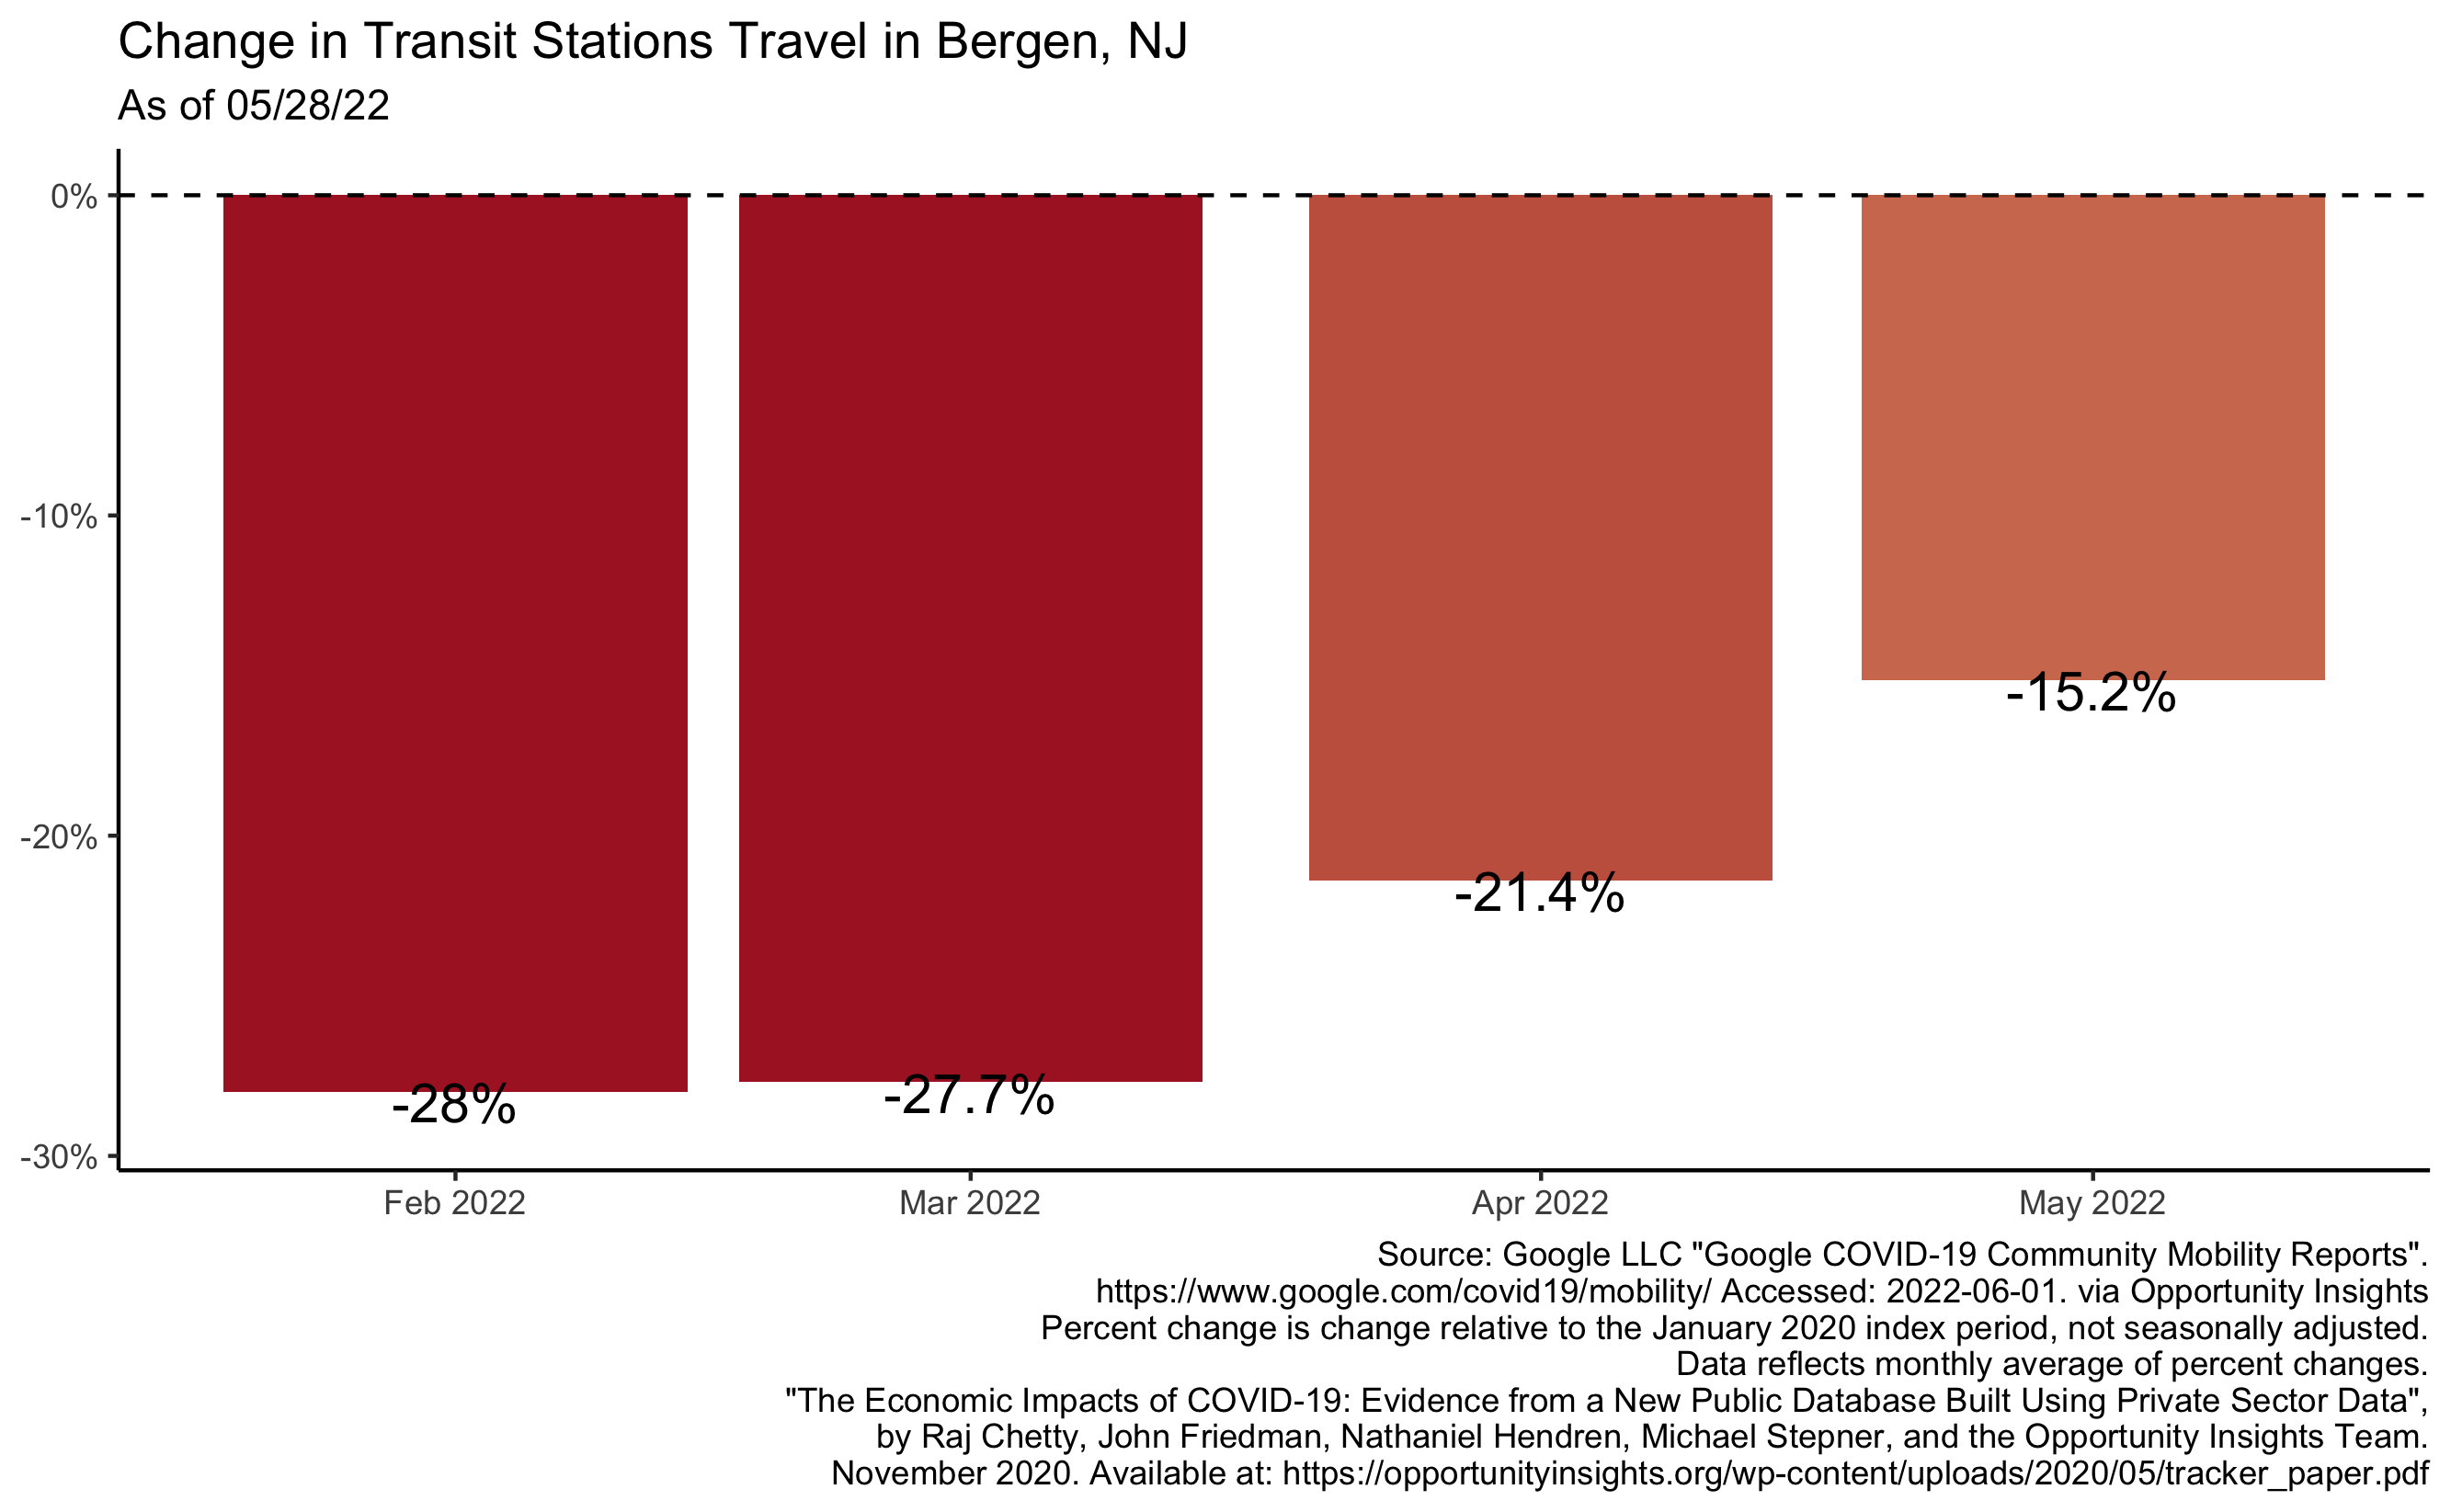 Change in Transit Stations Travel in Bergen, NJ
As of 05/28/22
0%
-10%
-20%
-30%
-28%
-27.7%
-21.4%
-15.2%
Feb 2022
Mar 2022
Apr 2022
May 2022
Source: Google LLC "Google COVID-19 Community Mobility Reports".
https://www.google.com/covid19/mobility/ Accessed: 2022-06-01. via Opportunity Insights
Percent change is change relative to the January 2020 index period, not seasonally adjusted.
Data reflects monthly average of percent changes.
"The Economic Impacts of COVID-19: Evidence from a New Public Database Built Using Private Sector Data",
by Raj Chetty, John Friedman, Nathaniel Hendren, Michael Stepner, and the Opportunity Insights Team.
November 2020. Available at: https://opportunityinsights.org/wp-content/uploads/2020/05/tracker_paper.pdf